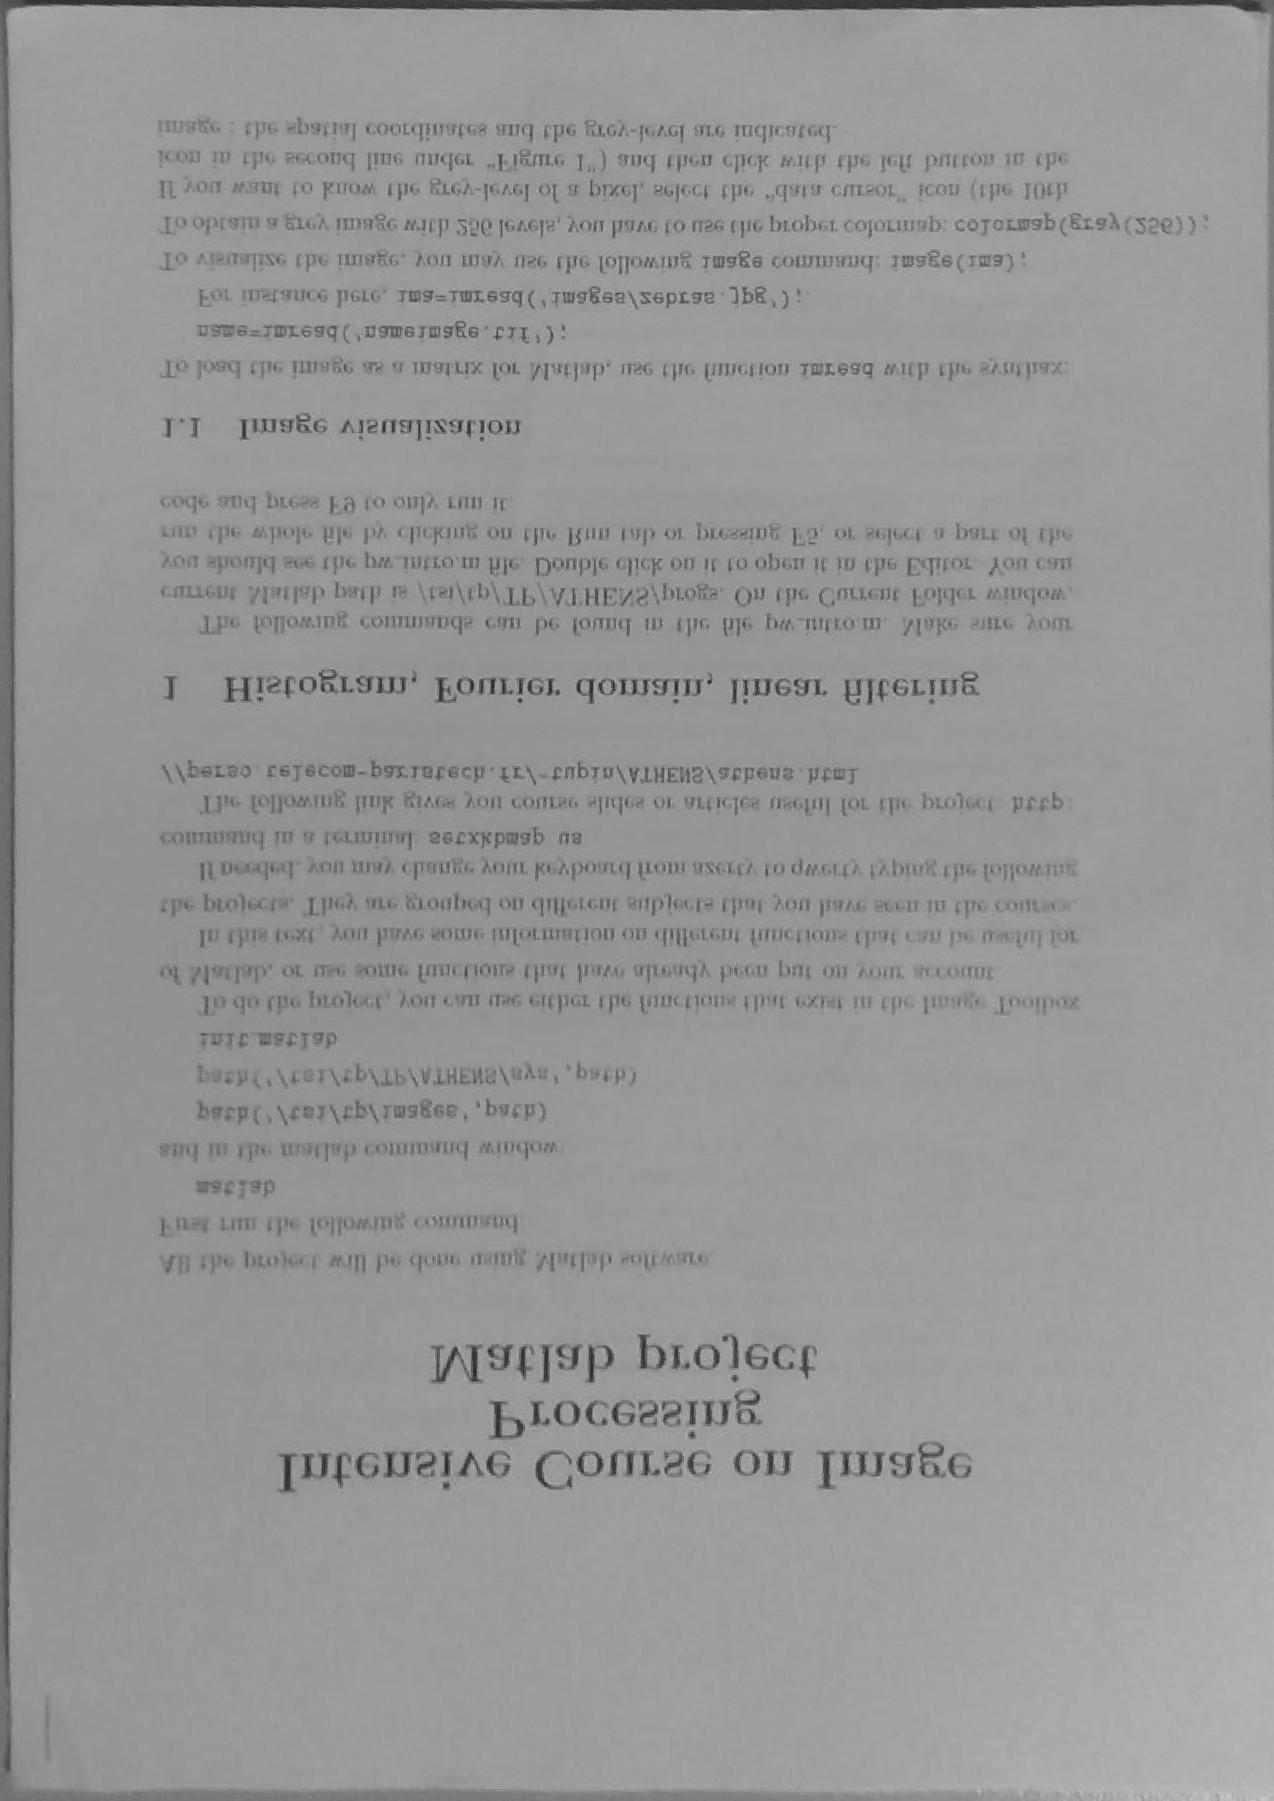 Intensive Course on Image
Processing
Matlab project
All the project will be done using Matlab software.
First run the following command:
matlab
and in the matlab command window:
path('/tsi/tp/images',path)
path('/tsi/tp/TP/ATHENS/sys',path)
init_matlab
To do the project, you can use either the functions that exist in the Image Toolbox
of Matlab, or use some functions that have already been put on your account.
In this text, you have some information on different functions that can be useful for
the projects. They are grouped on different subjects that you have seen in the courses.
If needed, you may change your keyboard from azerty to qwerty typing the following
command in a terminal: setxkbmap us
The following link gives you course slides or articles useful for the project: http:
//perso.telecom-paristech.fr/~tupin/ATHENS/athens.html
1 Histogram, Fourier domain, linear filtering
The following commands can be found in the file pw_intro.m. Make sure your
current Matlab path is /tsi/tp/TP/ATHENS/progs. On the Current Folder window,
you should see the pw_intro.m file. Double click on it to open it in the Editor. You can
run the whole file by clicking on the Run tab or pressing F5, or select a part of the
code and press F9 to only run it.
1.1 Image visualization
To load the image as a matrix for Matlab, use the function imread with the synthax:
name=imread('nameimage.tif');
For instance here, ima=imread('images/zebras.jpg');
To visualize the image, you may use the following image command: image(ima);
To obtain a grey image with 256 levels, you have to use the proper colormap: colormap(gray(256));
If you want to know the grey-level of a pixel, select the "data cursor" icon (the 10th
icon in the second line under "Figure 1") and then click with the left button in the
image : the spatial coordinates and the grey-level are indicated.